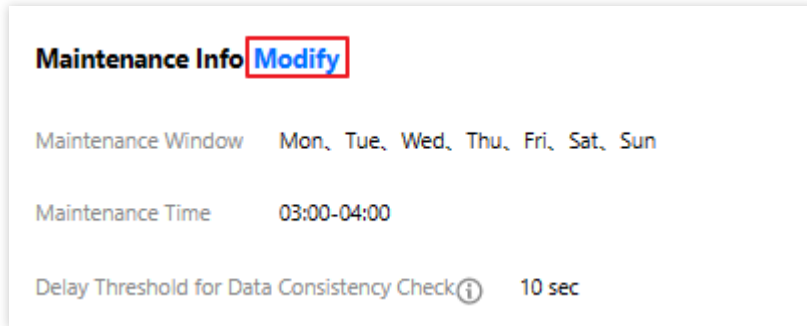 Maintenance Info Modify
Maintenance Window Mon、Tue、Wed、Thu、Fri、Sat、Sun
Maintenance Time 03:00-04:00
Delay Threshold for Data Consistency Check 10 sec